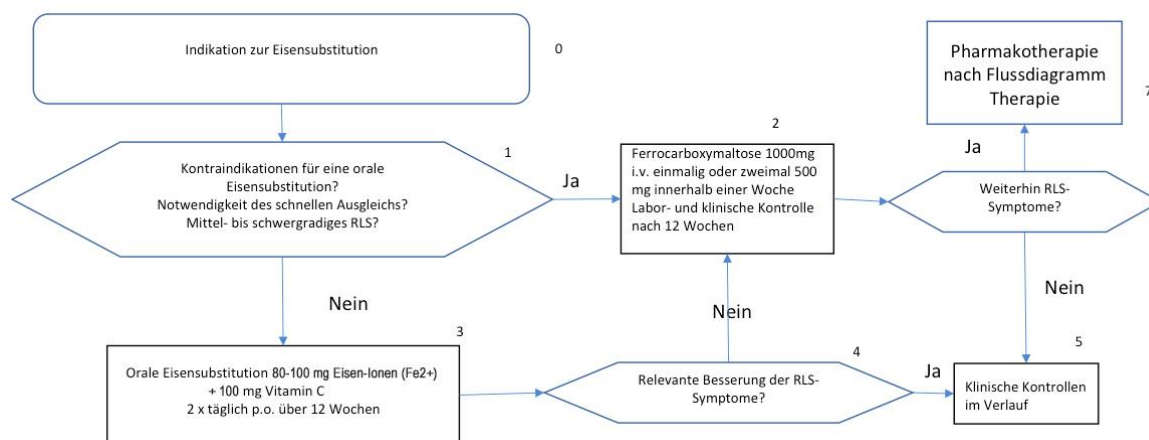 Indikation zur Eisensubstitution
0
Kontraindikationen für eine orale
Eisensubstitution?
Notwendigkeit des schnellen Ausgleichs?
Mittel- bis schwergradiges RLS?
1
Ja
Nein
2
Ferrocarboxymaltose 1000mg
i.v. einmalig oder zweimal 500
mg innerhalb einer Woche
Labor- und klinische Kontrolle
nach 12 Wochen
Pharmakotherapie
nach Flussdiagramm
Therapie
7
Ja
Weiterhin RLS-
Symptome?
Nein
3
Orale Eisensubstitution 80-100 mg Eisen-Ionen (Fe2+)
+ 100 mg Vitamin C
2 x täglich p.o. über 12 Wochen
Nein
4
Relevante Besserung der RLS-
Symptome?
Ja
5
Klinische Kontrollen
im Verlauf